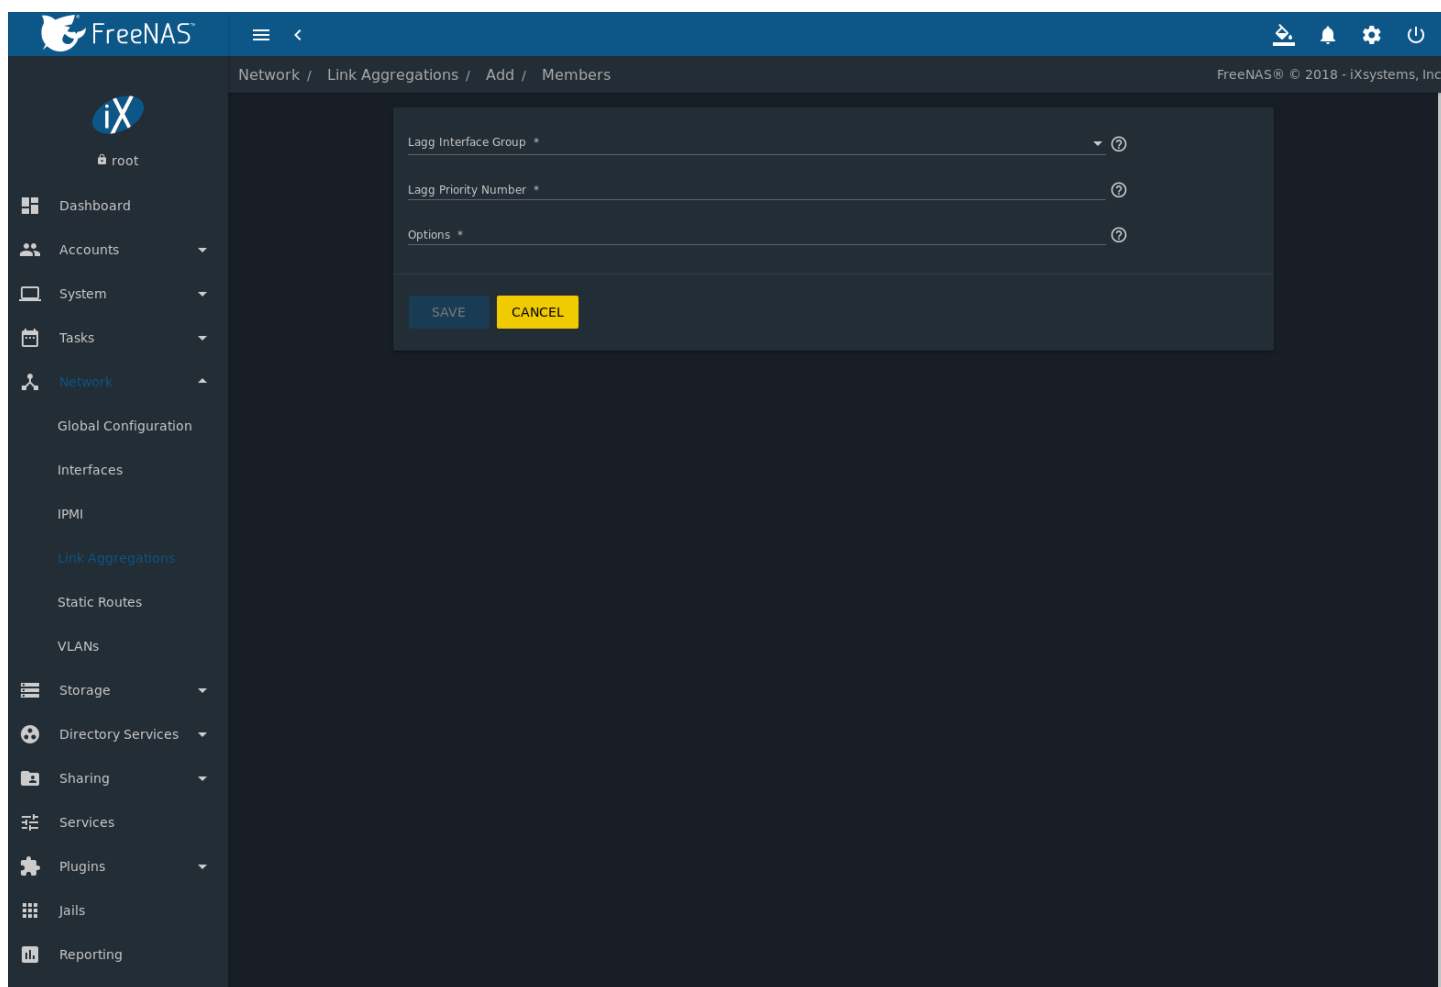 FreeNAS™
Network / Link Aggregations / Add / Members
FreeNAS® © 2018 - iXsystems, Inc
iX
root
Dashboard
Accounts
System
Tasks
Network
Global Configuration
Interfaces
IPMI
Link Aggregations
Static Routes
VLANs
Storage
Directory Services
Sharing
Services
Plugins
Jails
Reporting
Lagg Interface Group *
Lagg Priority Number *
Options *
SAVE CANCEL